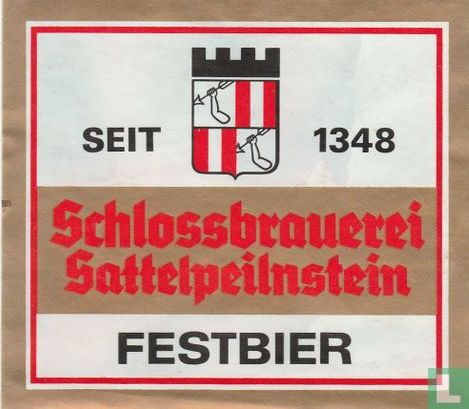 SEIT 1348
Schlossbrauerei
Sattelpeilnstein
FESTBIER